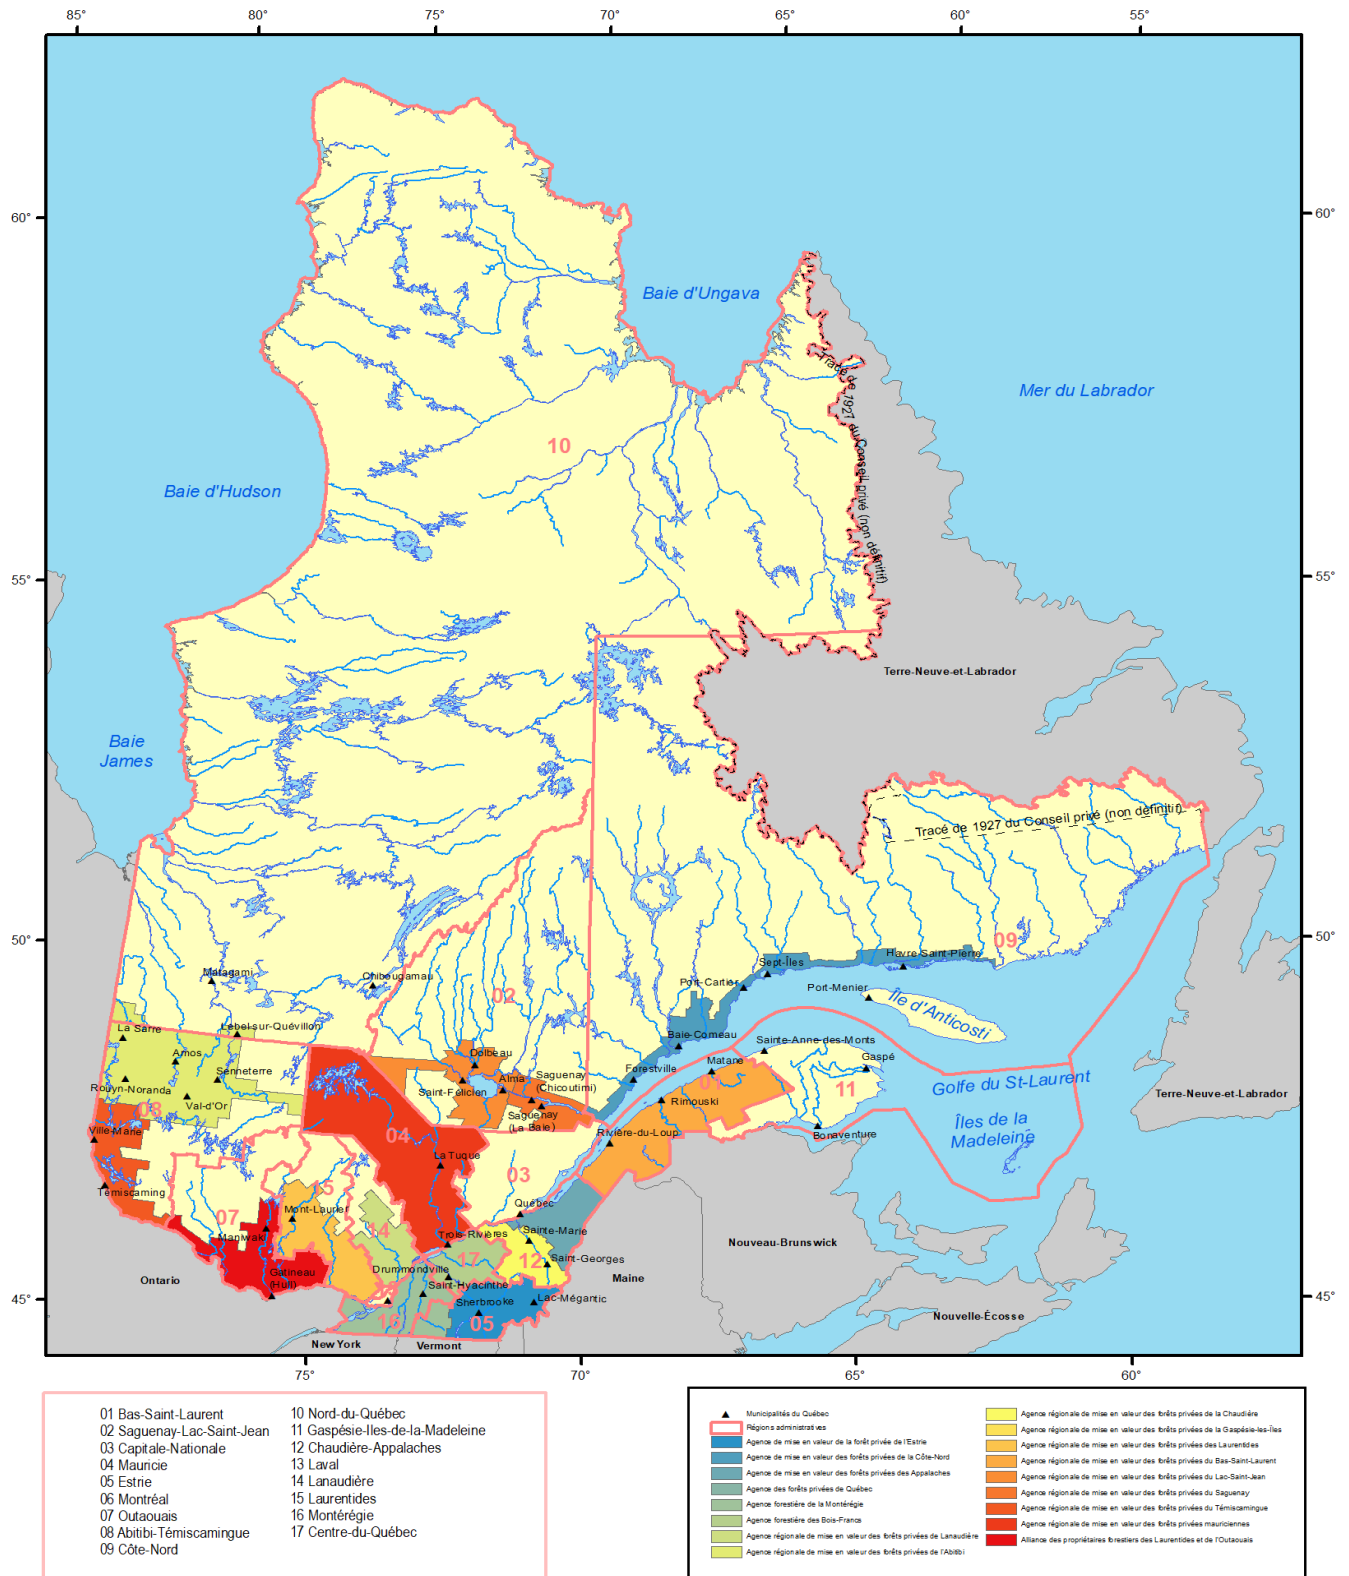 85° 80° 75° 70° 65° 60° 55°
60° 60°
Baie d'Ungava
Tracé de 1927 du Conseil privé (non définitif)
Mer du Labrador
10
Baie d'Hudson
55° 55°
Terre-Neuve-et-Labrador
Baie
James
Tracé de 1927 du Conseil privé (non définitif)
50° 50°
09
Havre-Saint-Pierre
Sept-Îles
Matagami
Chibougamau
Port-Cartier
Port-Menier
02
Île d'Anticosti
La Sarre
Lebel-sur-Quévillon
Baie-Comeau
Sainte-Anne-des-Monts
Amos
Dolbeau
Matane
Gaspé
Senneterre
Forestville
Rouyn-Noranda
Saint-Félicien
Alma
Saguenay
(Chicoutimi)
01
11
Golfe du St-Laurent
Val-d'Or
Rimouski
Terre-Neuve-et-Labrador
08
Saguenay
(La Baie)
Îles de la
Madeleine
Ville-Marie
04
Rivière-du-Loup
Bonaventure
La Tuque
03
Témiscaming
15
Mont-Laurier
Québec
07
14
Sainte-Marie
Maniwaki
Trois-Rivières
Nouveau-Brunswick
17
12
Saint-Georges
Ontario
Gatineau
(Hull)
Drummondville
Maine
Saint-Hyacinthe
45° 45°
Sherbrooke
Lac-Mégantic
16
05
Nouvelle-Écosse
New York
Vermont
75° 70° 65° 60°
01 Bas-Saint-Laurent
02 Saguenay-Lac-Saint-Jean
03 Capitale-Nationale
04 Mauricie
05 Estrie
06 Montréal
07 Outaouais
08 Abitibi-Témiscamingue
09 Côte-Nord
10 Nord-du-Québec
11 Gaspésie-Iles-de-la-Madeleine
12 Chaudière-Appalaches
13 Laval
14 Lanaudière
15 Laurentides
16 Montérégie
17 Centre-du-Québec
Municipalités du Québec
Régions administratives
Agence de mise en valeur de la forêt privée de l'Estrie
Agence de mise en valeur des forêts privées de la Côte-Nord
Agence de mise en valeur des forêts privées des Appalaches
Agence des forêts privées de Québec
Agence forestière de la Montérégie
Agence forestière des Bois-Francs
Agence régionale de mise en valeur des forêts privées de Lanaudière
Agence régionale de mise en valeur des forêts privées de l'Abitibi
Agence régionale de mise en valeur des forêts privées de la Chaudière
Agence régionale de mise en valeur des forêts privées de la Gaspésie-les-Îles
Agence régionale de mise en valeur des forêts privées des Laurentides
Agence régionale de mise en valeur des forêts privées du Bas-Saint-Laurent
Agence régionale de mise en valeur des forêts privées du Lac-Saint-Jean
Agence régionale de mise en valeur des forêts privées du Saguenay
Agence régionale de mise en valeur des forêts privées du Témiscamingue
Agence régionale de mise en valeur des forêts privées mauriciennes
Alliance des propriétaires forestiers des Laurentides et de l'Outaouais